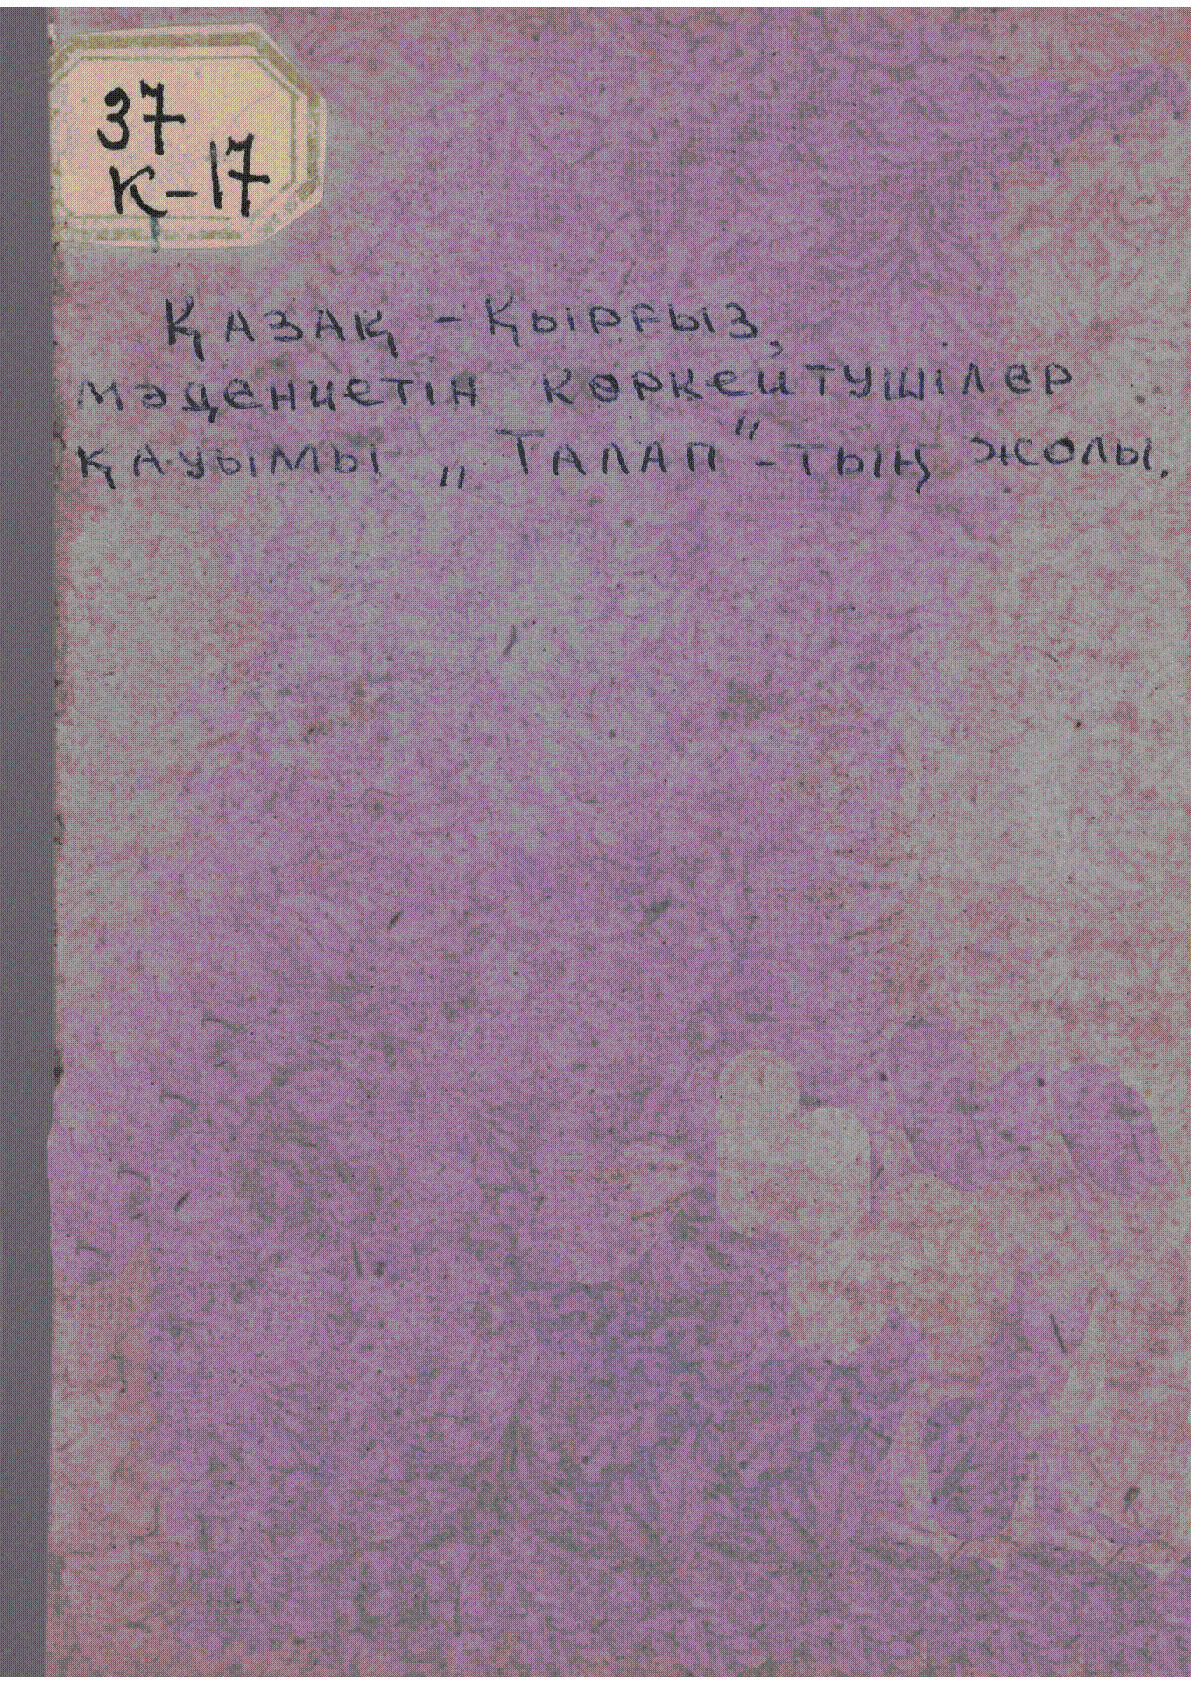 37
К-17
Қазақ - Қырғыз,
мәдениетін көркейтушілер
қауымы „Талап"-тың жолы.